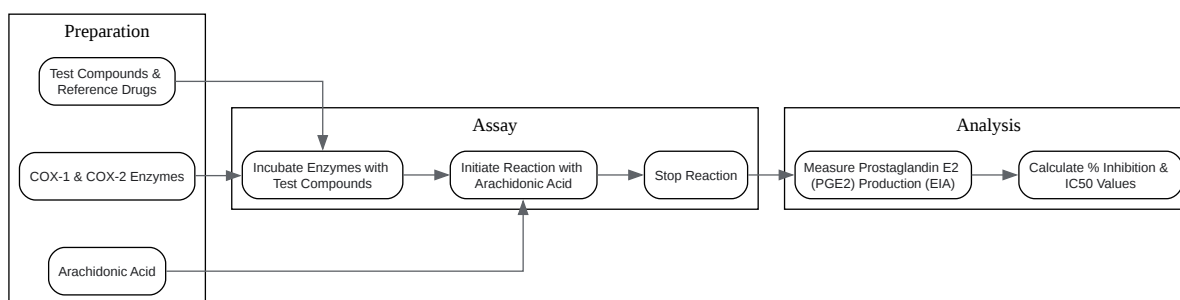 Preparation
Test Compounds &
Reference Drugs
COX-1 & COX-2 Enzymes
Arachidonic Acid
Assay
Incubate Enzymes with
Test Compounds
Initiate Reaction with
Arachidonic Acid
Stop Reaction
Analysis
Measure Prostaglandin E2
(PGE2) Production (EIA)
Calculate % Inhibition &
IC50 Values